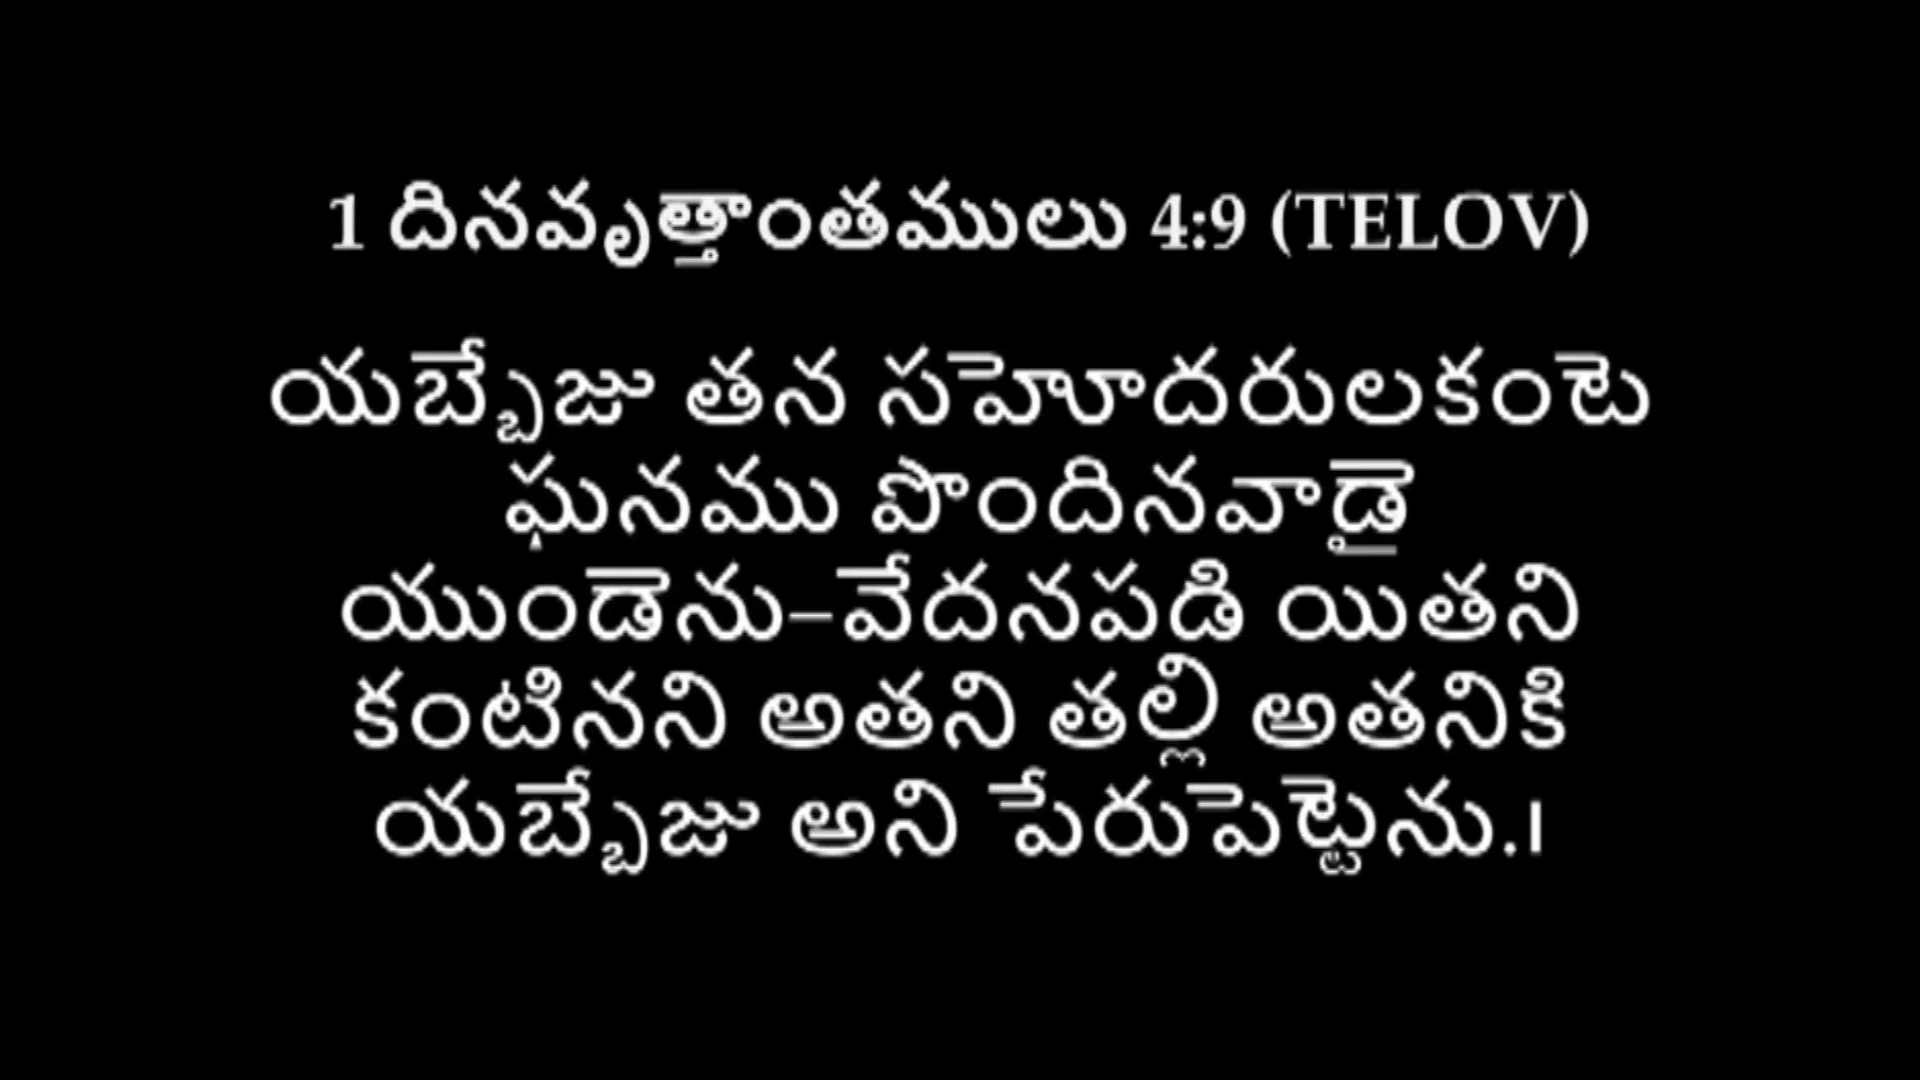 1 దినవృత్తాంతములు 4:9 (TELOV)
యబ్బేజు తన సహోదరులకంటె
ఘనము పొందినవాడై
యుండెను–వేదనపడి యితని
కంటినని అతని తల్లి అతనికి
యబ్బేజు అని పేరుపెట్టెను.।